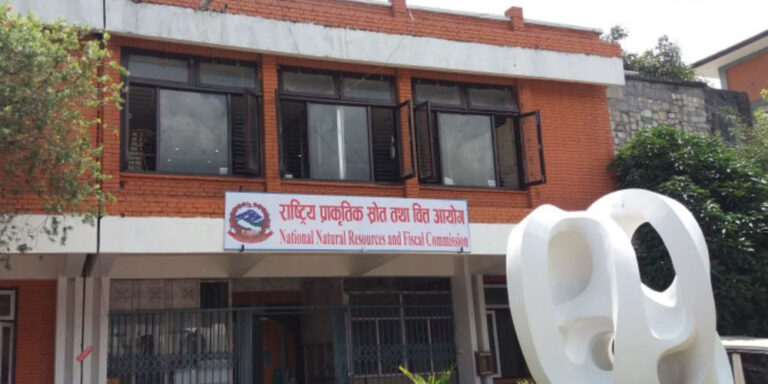 राष्ट्रिय प्राकृतिक स्रोत तथा वित्त आयोग
National Natural Resources and Fiscal Commission